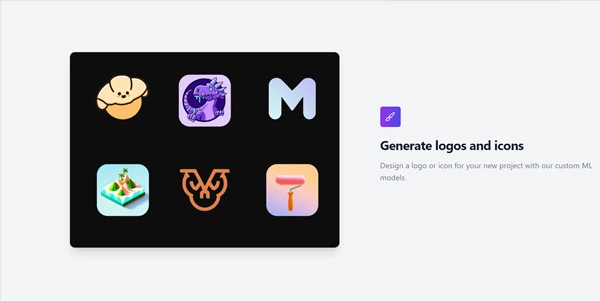 M
Generate logos and icons
Design a logo or icon for your new project with our custom ML
models.